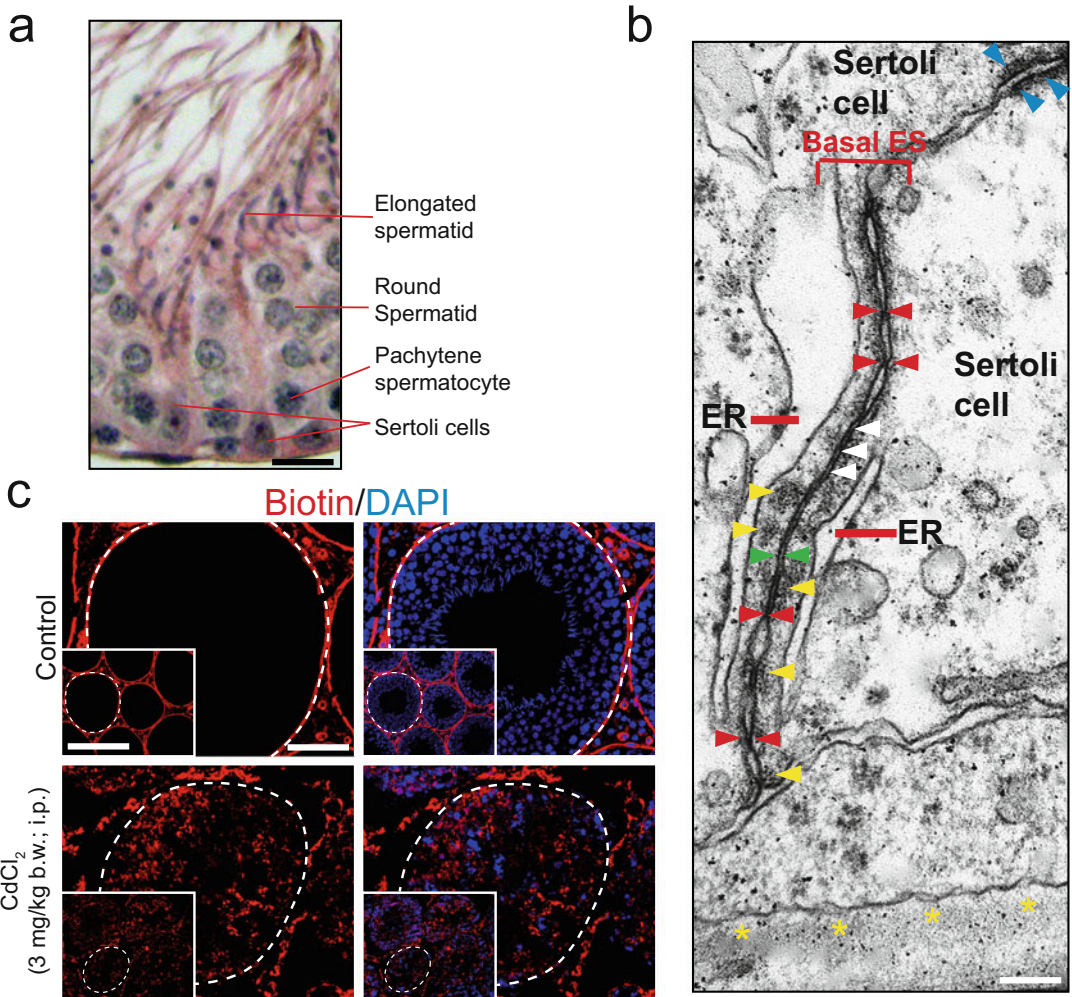 a
Elongated
spermatid
Round
Spermatid
Pachytene
spermatocyte
Sertoli cells
b
Sertoli
cell
Basal ES
Sertoli
cell
ER
ER
* * * *
c
Biotin/DAPI
Control
CdCl2
(3 mg/kg b.w.; i.p.)